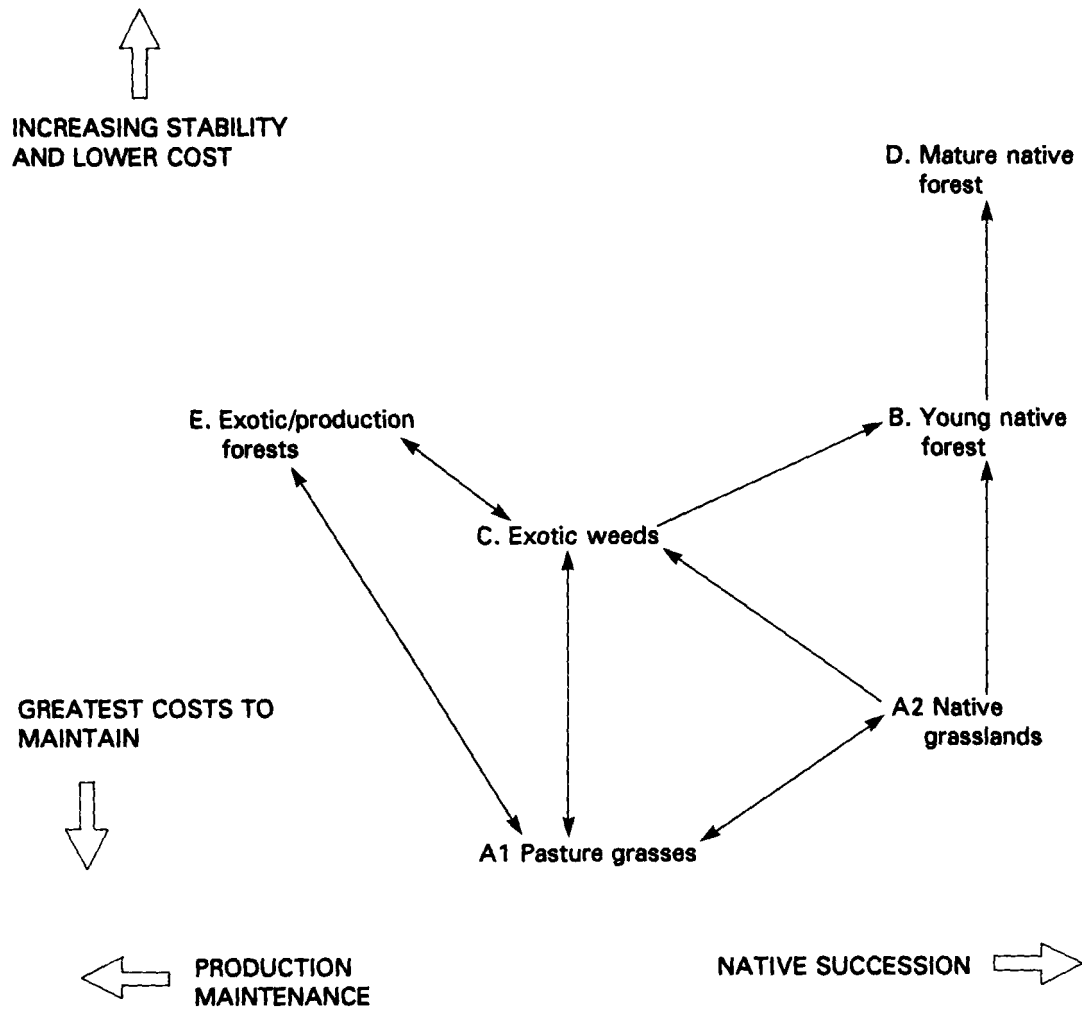 INCREASING STABILITY
AND LOWER COST
D. Mature native
forest
E. Exotic/production
forests
B. Young native
forest
C. Exotic weeds
GREATEST COSTS TO
MAINTAIN
A2 Native
grasslands
A1 Pasture grasses
PRODUCTION
MAINTENANCE
NATIVE SUCCESSION